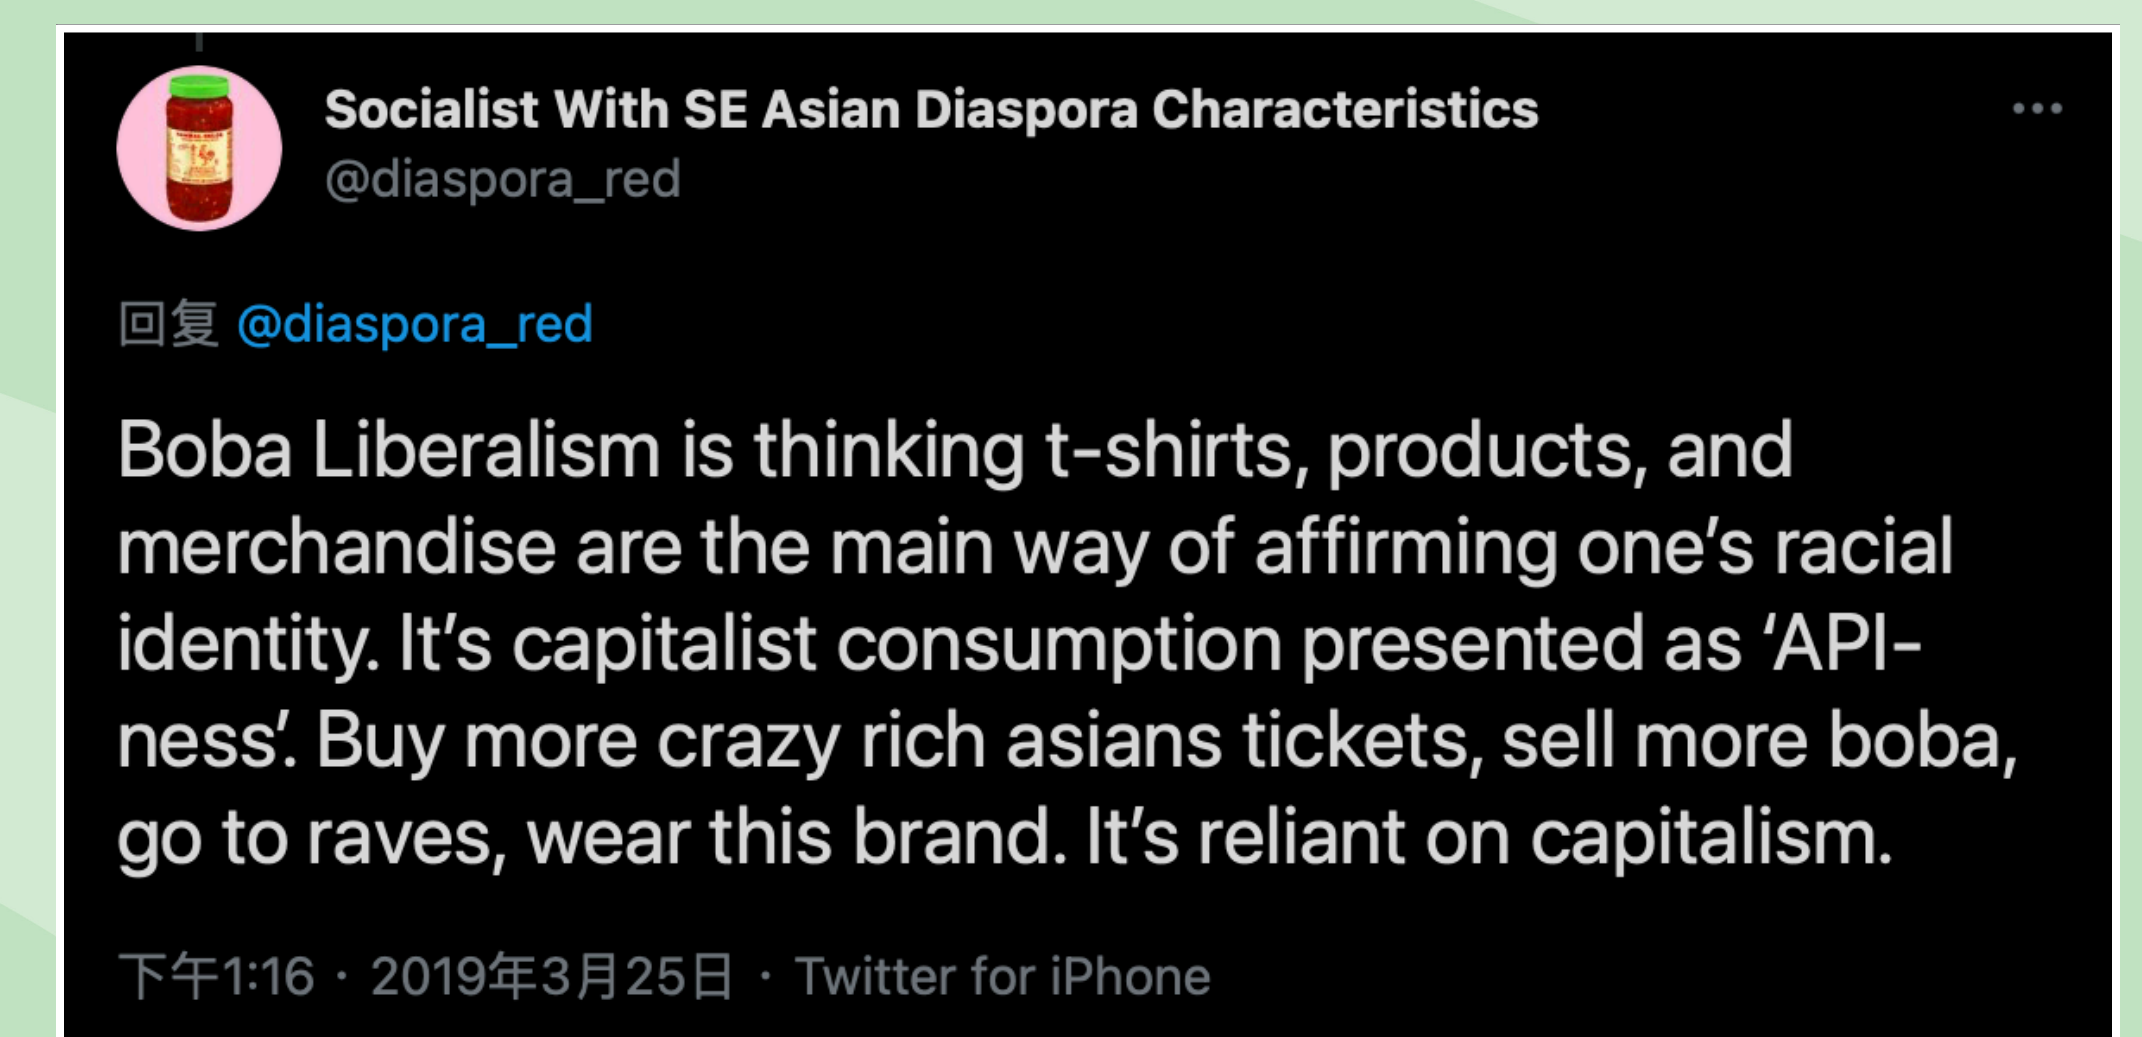 Socialist With SE Asian Diaspora Characteristics
@diaspora_red
回复 @diaspora_red
Boba Liberalism is thinking t-shirts, products, and
merchandise are the main way of affirming one’s racial
identity. It’s capitalist consumption presented as ‘API-
ness’. Buy more crazy rich asians tickets, sell more boba,
go to raves, wear this brand. It’s reliant on capitalism.
下午1:16 · 2019年3月25日 · Twitter for iPhone